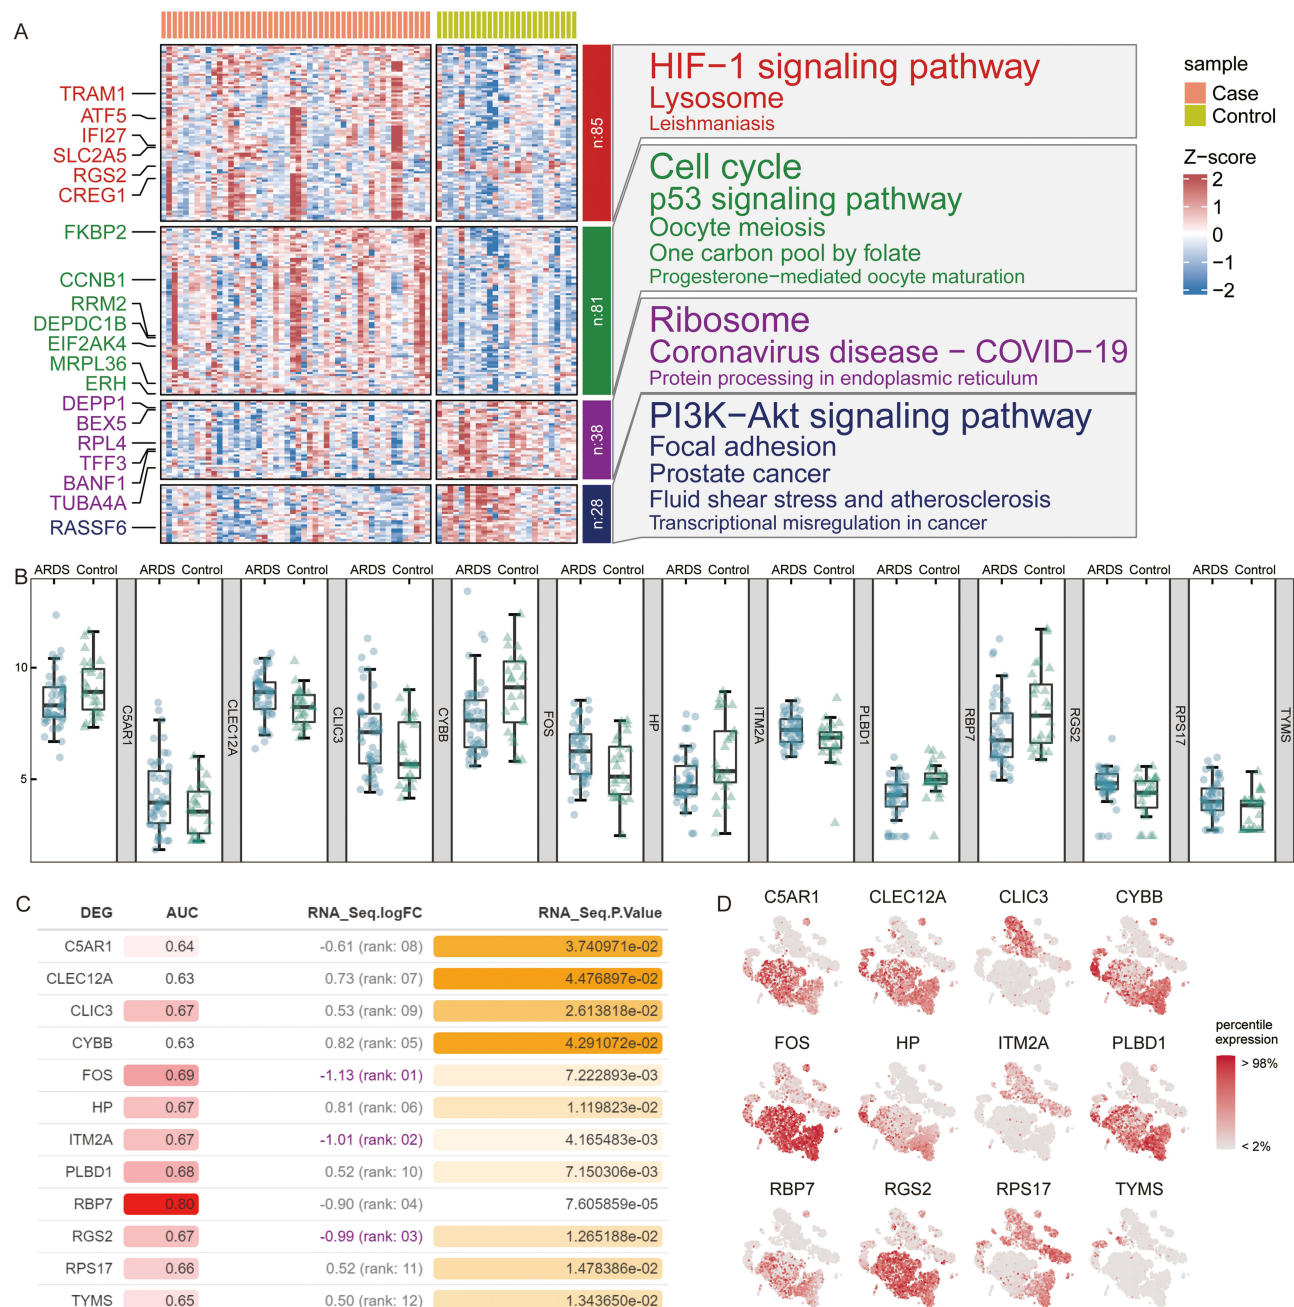 A
TRAM1
ATF5
IFI27
SLC2A5
RGS2
CREG1
FKBP2
CCNB1
RRM2
DEPDC1B
EIF2AK4
MRPL36
ERH
DEPP1
BEX5
RPL4
TFF3
BANF1
TUBA4A
RASSF6
n:85
n:81
n:38
n:28
HIF−1 signaling pathway
Lysosome
Leishmaniasis
Cell cycle
p53 signaling pathway
Oocyte meiosis
One carbon pool by folate
Progesterone−mediated oocyte maturation
Ribosome
Coronavirus disease − COVID−19
Protein processing in endoplasmic reticulum
PI3K−Akt signaling pathway
Focal adhesion
Prostate cancer
Fluid shear stress and atherosclerosis
Transcriptional misregulation in cancer
sample
Case
Control
Z−score
2
1
0
−1
−2
B
ARDS Control ARDS Control ARDS Control ARDS Control ARDS Control ARDS Control ARDS Control ARDS Control ARDS Control ARDS Control ARDS Control ARDS Control
10
5
C5AR1
CLEC12A
CLIC3
CYBB
FOS
HP
ITM2A
PLBD1
RBP7
RGS2
RPS17
TYMS
C
DEG AUC RNA_Seq.logFC RNA_Seq.P.Value
C5AR1 0.64 -0.61 (rank: 08) 3.740971e-02
CLEC12A 0.63 0.73 (rank: 07) 4.476897e-02
CLIC3 0.67 0.53 (rank: 09) 2.613818e-02
CYBB 0.63 0.82 (rank: 05) 4.291072e-02
FOS 0.69 -1.13 (rank: 01) 7.222893e-03
HP 0.67 0.81 (rank: 06) 1.119823e-02
ITM2A 0.67 -1.01 (rank: 02) 4.165483e-03
PLBD1 0.68 0.52 (rank: 10) 7.150306e-03
RBP7 0.80 -0.90 (rank: 04) 7.605859e-05
RGS2 0.67 -0.99 (rank: 03) 1.265188e-02
RPS17 0.66 0.52 (rank: 11) 1.478386e-02
TYMS 0.65 0.50 (rank: 12) 1.343650e-02
D
C5AR1 CLEC12A CLIC3 CYBB
FOS HP ITM2A PLBD1
RBP7 RGS2 RPS17 TYMS
percentile
expression
> 98%
< 2%